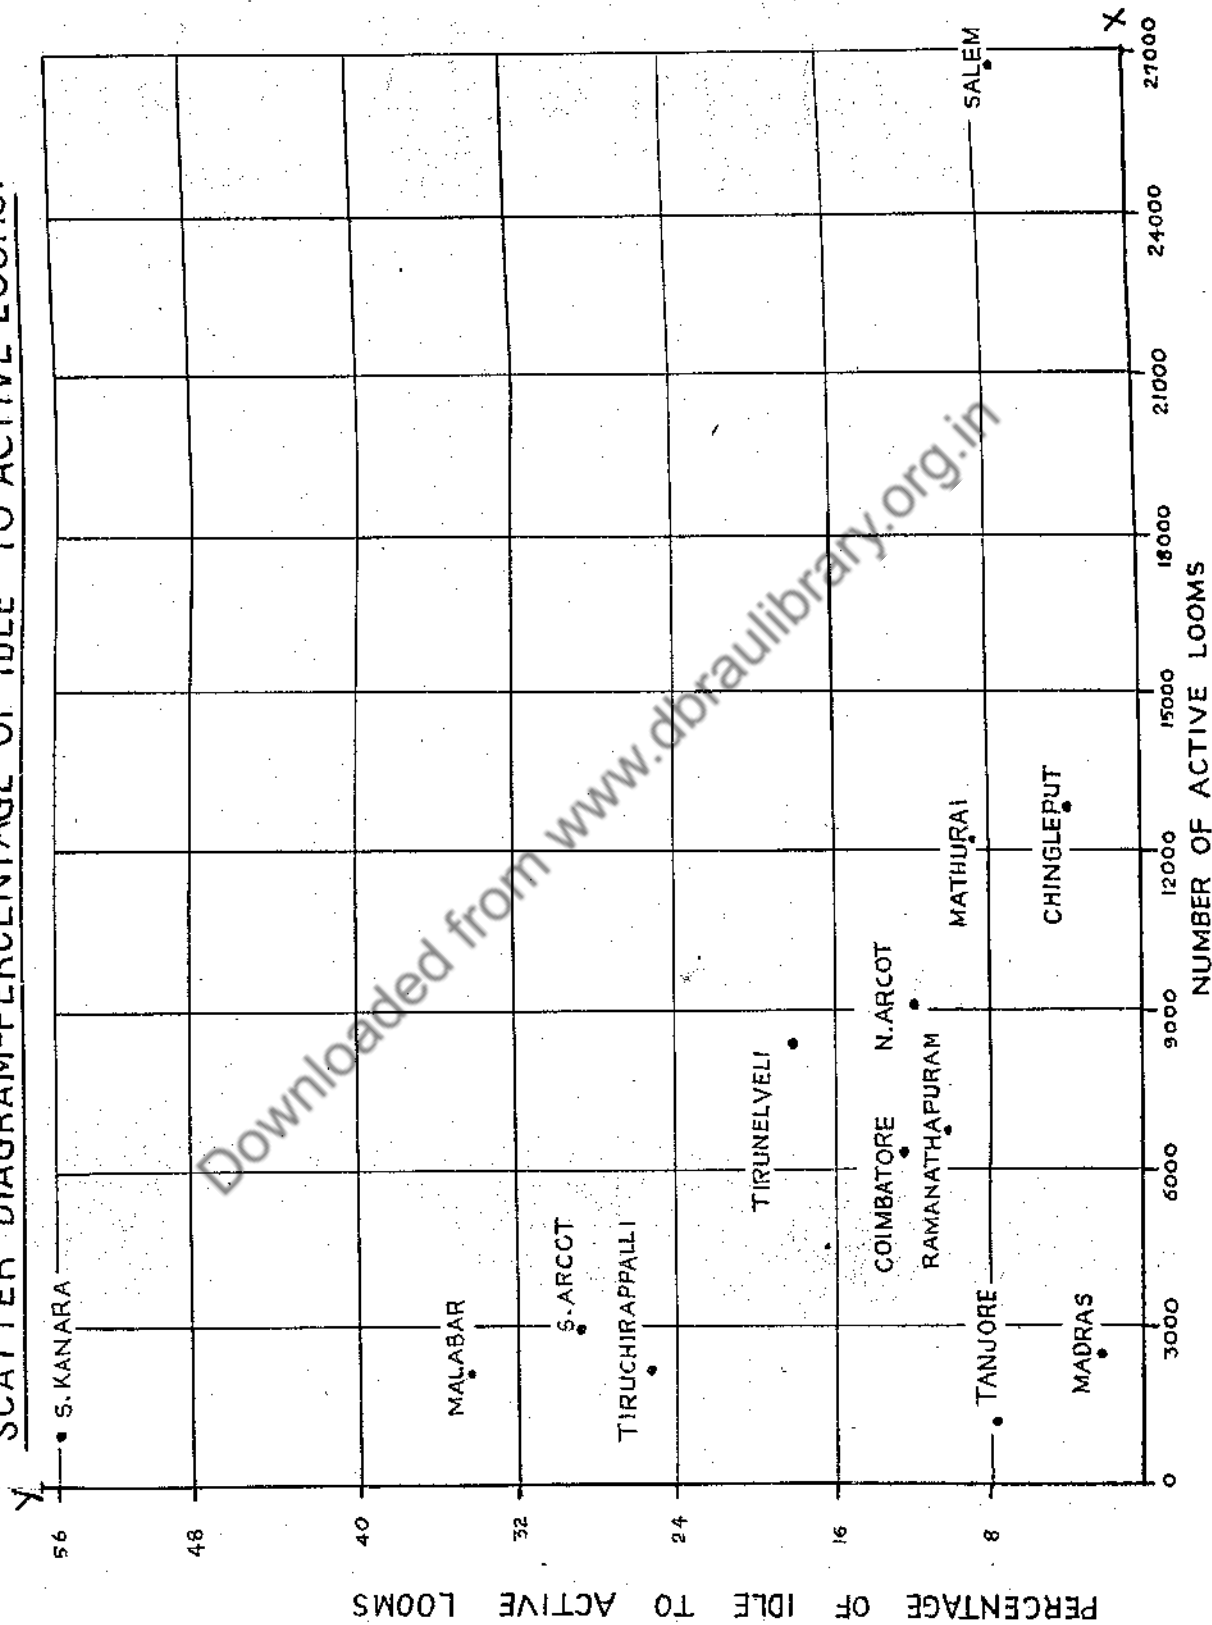 SCATTER DIAGRAM-PERCENTAGE OF IDLE TO ACTIVE LOOMS.
Y
PERCENTAGE OF IDLE TO ACTIVE LOOMS
56
48
40
32
24
16
8
S. KANARA
MALABAR
S. ARCOT
TIRUCHIRAPPALLI
TIRUNELVELI
COIMBATORE
N. ARCOT
RAMANATHAPURAM
MATHURAI
SALEM
TANJORE
CHINGLEPUT
MADRAS
X
0 3000 6000 9000 12000 15000 18000 21000 24000 27000
NUMBER OF ACTIVE LOOMS
Downloaded from www.dbraulibrary.org.in